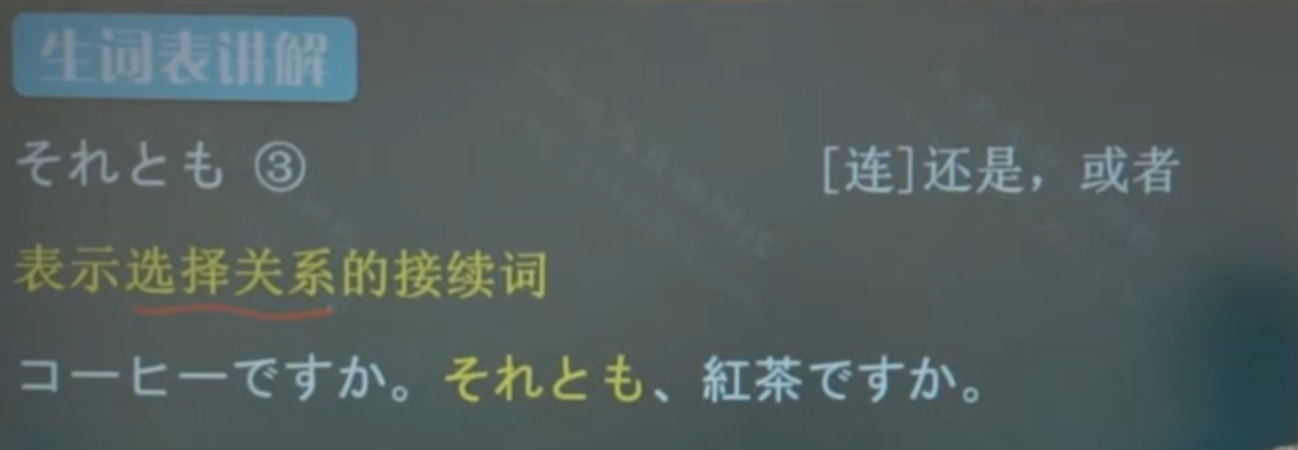 生词表讲解
それとも ③ [连]还是，或者
表示选择关系的接续词
コーヒーですか。それとも、紅茶ですか。